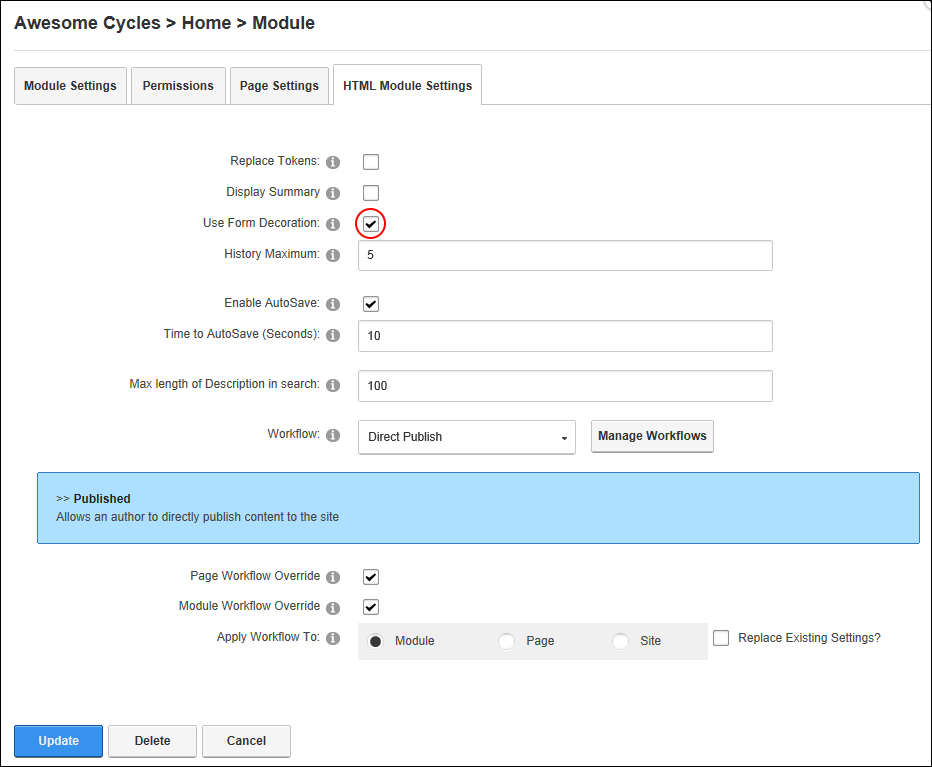 Awesome Cycles > Home > Module
Module Settings Permissions Page Settings HTML Module Settings
Replace Tokens:
Display Summary
Use Form Decoration:
History Maximum: 5
Enable AutoSave:
Time to AutoSave (Seconds): 10
Max length of Description in search: 100
Workflow: Direct Publish Manage Workflows
>> Published
Allows an author to directly publish content to the site
Page Workflow Override
Module Workflow Override
Apply Workflow To: Module Page Site Replace Existing Settings?
Update Delete Cancel